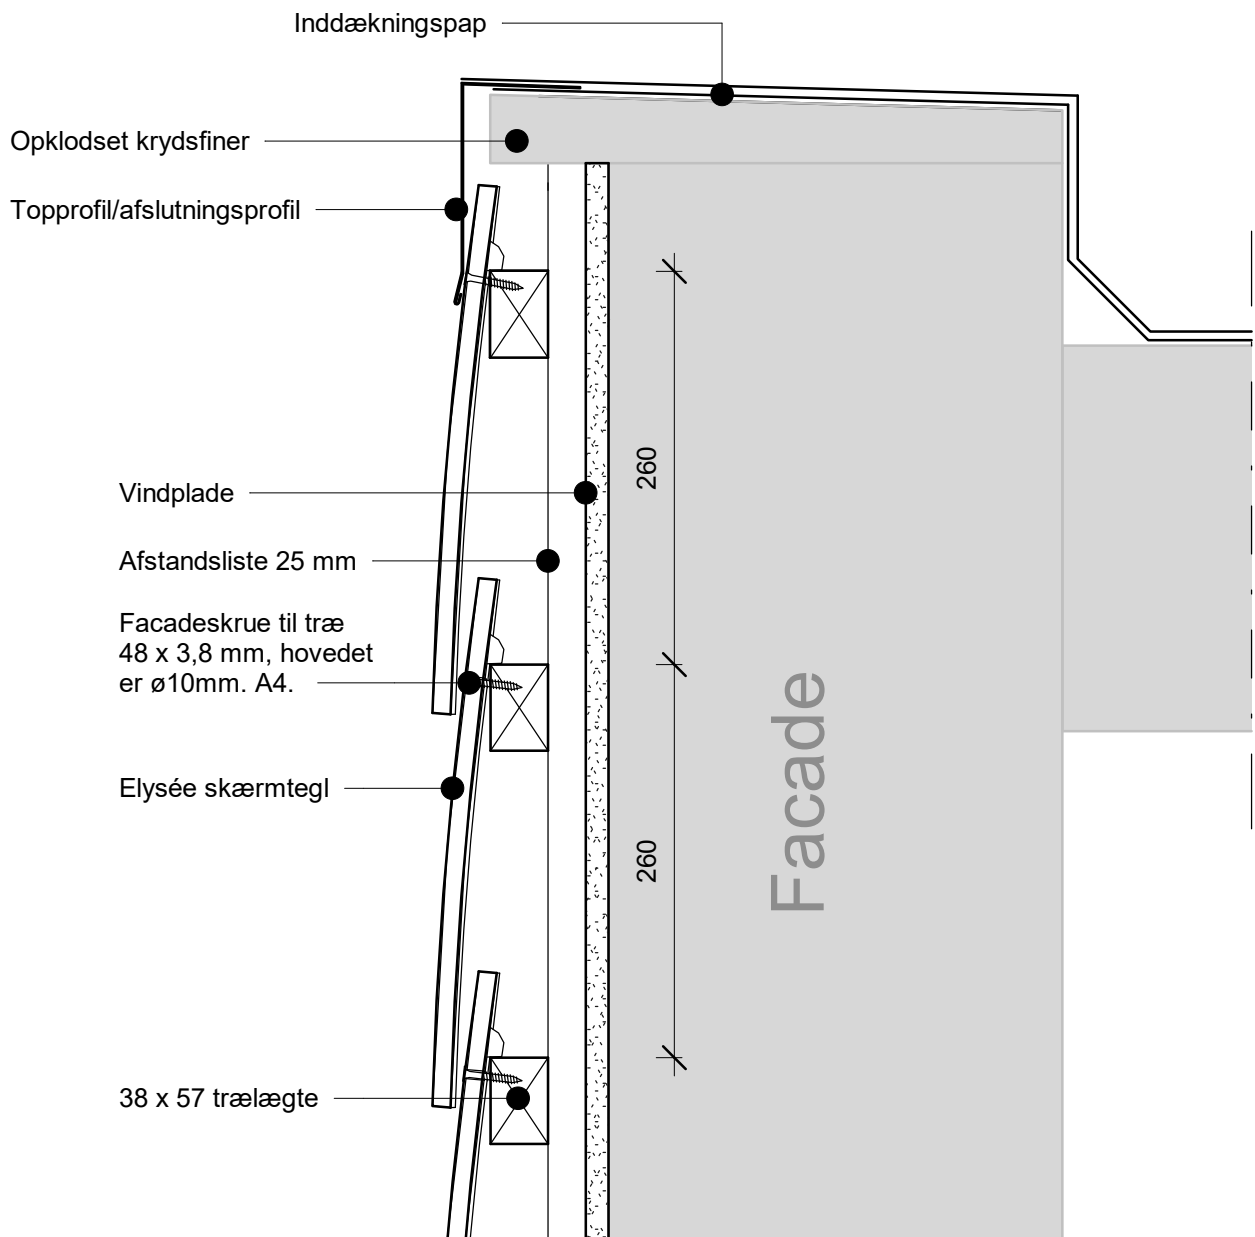 Inddækningspap
Opklodset krydsfiner
Topprofil/afslutningsprofil
260
Vindplade
Afstandsliste 25 mm
Facadeskrue til træ
48 x 3,8 mm, hovedet
er ø10mm. A4.
Facade
Elysée skærmtegl
260
38 x 57 trælægte